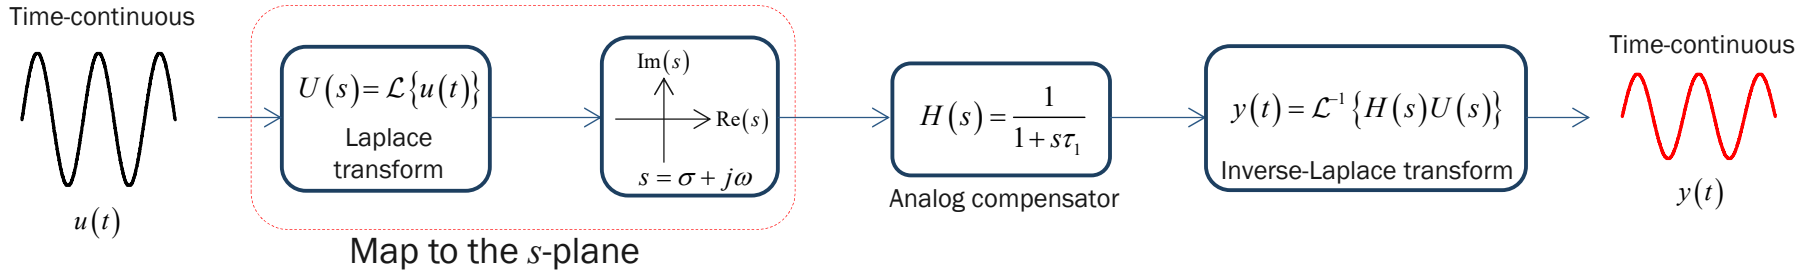 Time-continuous
u(t)
U(s) = ℒ{u(t)}
Laplace
transform
Im(s)
Re(s)
s = σ + jω
Map to the s-plane
H(s) = 1 / (1 + sτ₁)
Analog compensator
y(t) = ℒ⁻¹{H(s)U(s)}
Inverse-Laplace transform
Time-continuous
y(t)